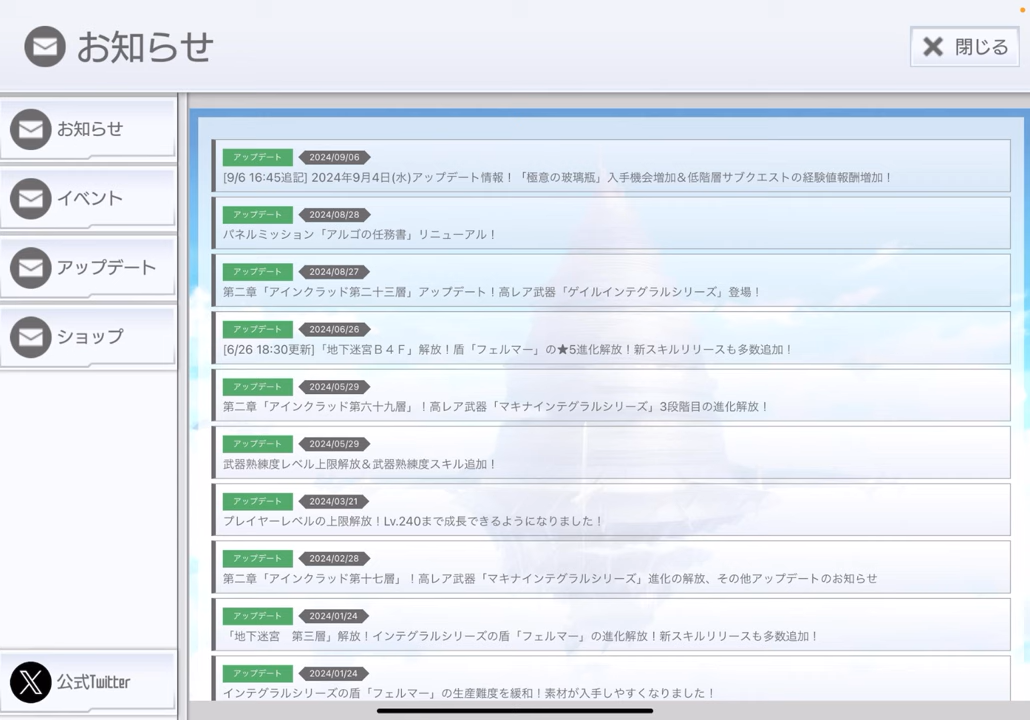 お知らせ
閉じる
お知らせ
イベント
アップデート
ショップ
公式Twitter
アップデート 2024/09/06
[9/6 16:45追記] 2024年9月4日(水)アップデート情報！「極意の玻璃瓶」入手機会増加＆低階層サブクエストの経験値報酬増加！
アップデート 2024/08/28
パネルミッション「アルゴの任務書」リニューアル！
アップデート 2024/08/27
第二章「アインクラッド第二十三層」アップデート！高レア武器「ゲイルインテグラルシリーズ」登場！
アップデート 2024/06/26
[6/26 18:30更新]「地下迷宮Ｂ４Ｆ」解放！盾「フェルマー」の★5進化解放！新スキルリリースも多数追加！
アップデート 2024/05/29
第二章「アインクラッド第六十九層」！高レア武器「マキナインテグラルシリーズ」3段階目の進化解放！
アップデート 2024/05/29
武器熟練度レベル上限解放＆武器熟練度スキル追加！
アップデート 2024/03/21
プレイヤーレベルの上限解放！Lv.240まで成長できるようになりました！
アップデート 2024/02/28
第二章「アインクラッド第十七層」！高レア武器「マキナインテグラルシリーズ」進化の解放、その他アップデートのお知らせ
アップデート 2024/01/24
「地下迷宮　第三層」解放！インテグラルシリーズの盾「フェルマー」の進化解放！新スキルリリースも多数追加！
アップデート 2024/01/24
インテグラルシリーズの盾「フェルマー」の生産難度を緩和！素材が入手しやすくなりました！